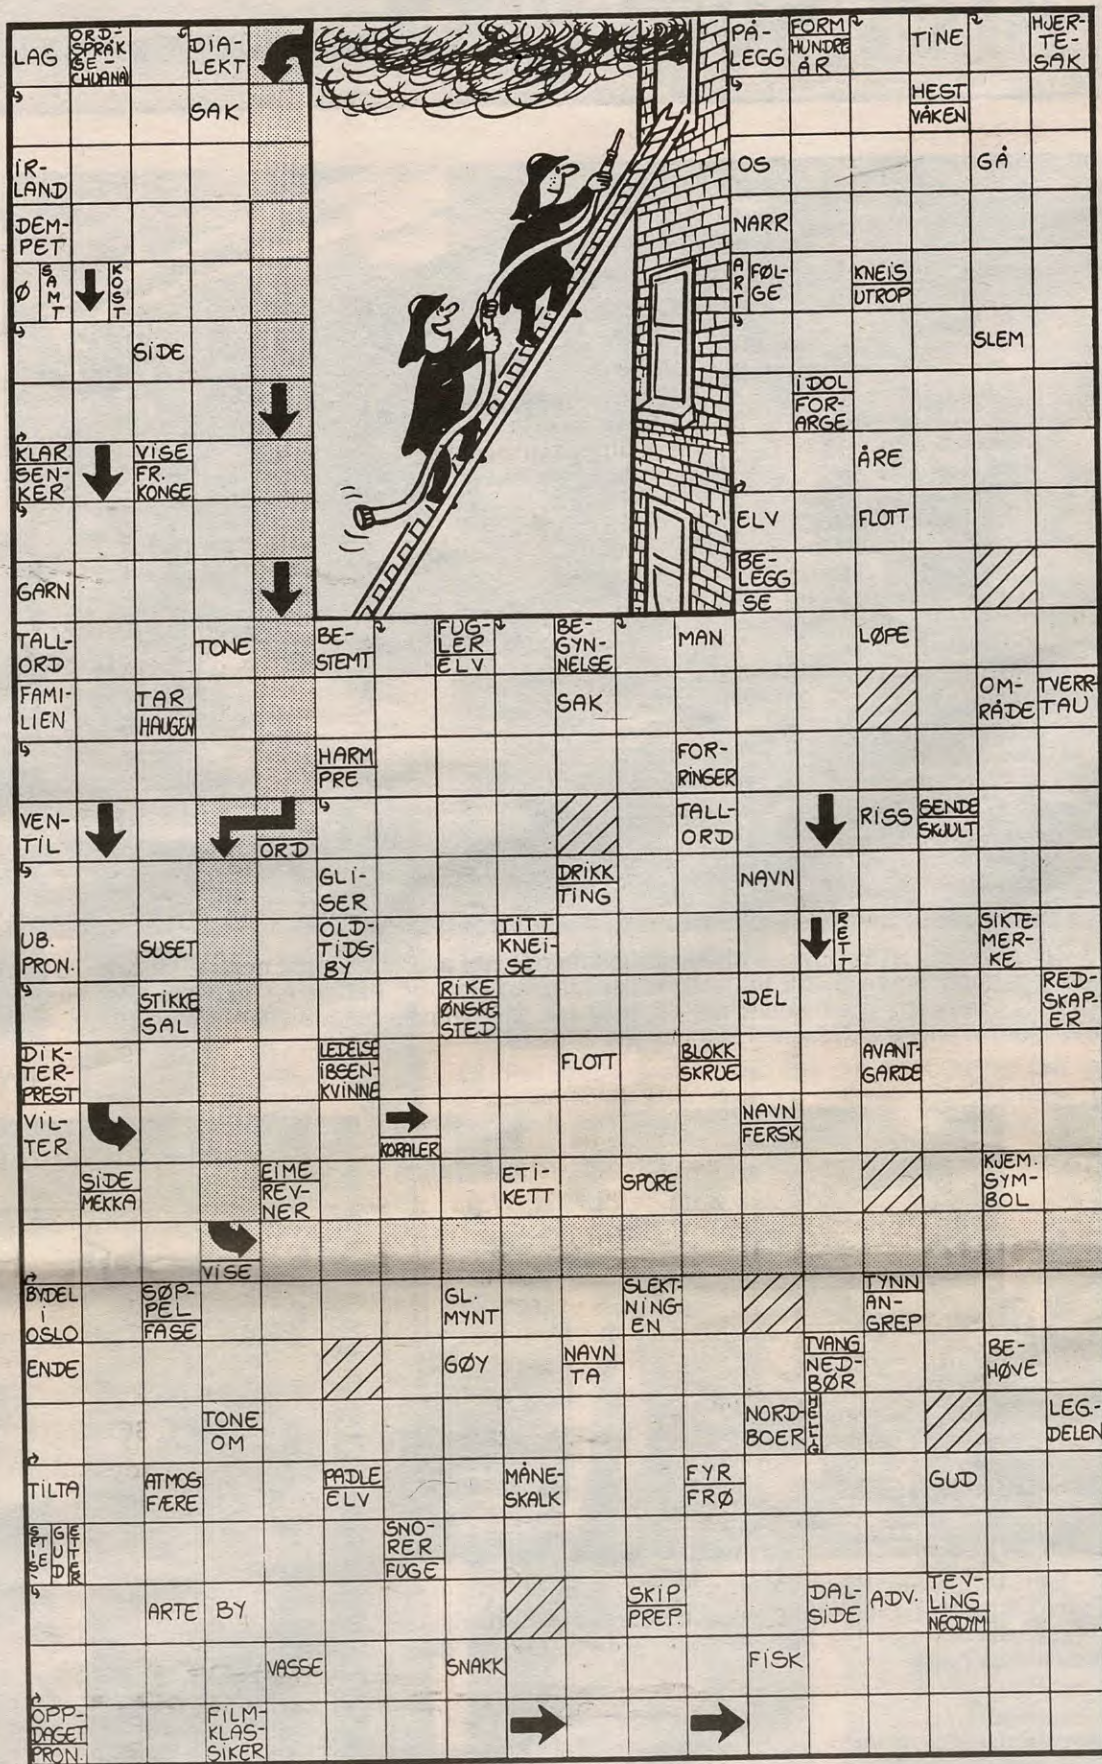 LAG
ORD-
SPRÅK
SE-
CHUANA
DIA-
LEKT
PÅ-
LEGG
FORM
HUNDRE
ÅR
TINE
HJER-
TE-
SAK
SAK
HEST
VÅKEN
IR-
LAND
OS
GÅ
DEM-
PET
NARR
Ø
SAMT
KOST
ART
FØL-
GE
KNEIS
UTROP
SIDE
SLEM
IDOL
FOR-
ARGE
KLAR
SEN-
KER
VISE
FR.
KONGE
ÅRE
ELV
FLOTT
GARN
BE-
LEGG
SE
TALL-
ORD
TONE
BE-
STEMT
FUG-
LER
ELV
BE-
GYN-
NELSE
MAN
LØPE
FAMI-
LIEN
TAR
HAUGEN
SAK
OM-
RÅDE
TVERR-
TAU
HARM
PRE
FOR-
RINGER
VEN-
TIL
ORD
TALL-
ORD
RISS
SENDE
SKJULT
GLI-
SER
DRIKK
TING
NAVN
UB.
PRON.
SUSET
OLD-
TIDS-
BY
TITT
KNEI-
SE
RETT
SIKTE-
MER-
KE
STIKKE
SAL
RIKE
ØNSKE
STED
DEL
RED-
SKAP-
ER
DIK-
TER-
PREST
LEDELSE
IBSEN-
KVINNE
FLOTT
BLOKK
SKRUE
AVANT-
GARDE
VIL-
TER
KORALER
NAVN
FERSK
SIDE
MEKKA
EIME
REV-
NER
ETI-
KETT
SPORE
KJEM.
SYM-
BOL
VISE
BYDEL
I
OSLO
SØP-
PEL
FASE
GL.
MYNT
SLEKT-
NING-
EN
TYNN
AN-
GREP
ENDE
GØY
NAVN
TA
TVANG
NED-
BØR
BE-
HØVE
TONE
OM
NORD-
BOER
HELLIG
LEG.-
DELEN
TILTA
ATMOS
FÆRE
PADLE
ELV
MÅNE-
SKALK
FYR
FRØ
GUD
SPISTE
GUD
ETTER
SNO-
RER
FUGE
ARTE
BY
SKIP
PREP.
DAL-
SIDE
ADV.
TEV-
LING
NEODYM
VASSE
SNAKK
FISK
OPP-
DAGET
PRON.
FILM-
KLAS-
SIKER